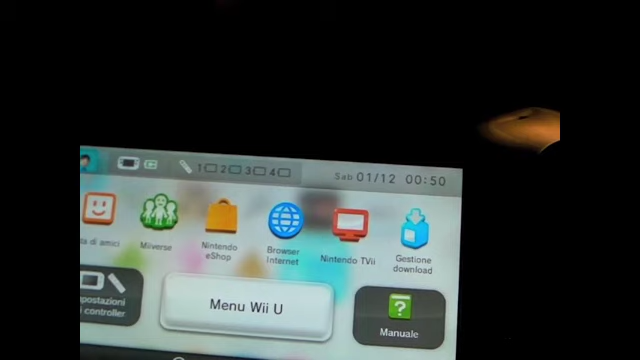 1 2 3 4
Sab 01/12 00:50
di amici
Miiverse
Nintendo
eShop
Browser
Internet
Nintendo TVii
Gestione
download
controller
Menu Wii U
Manuale